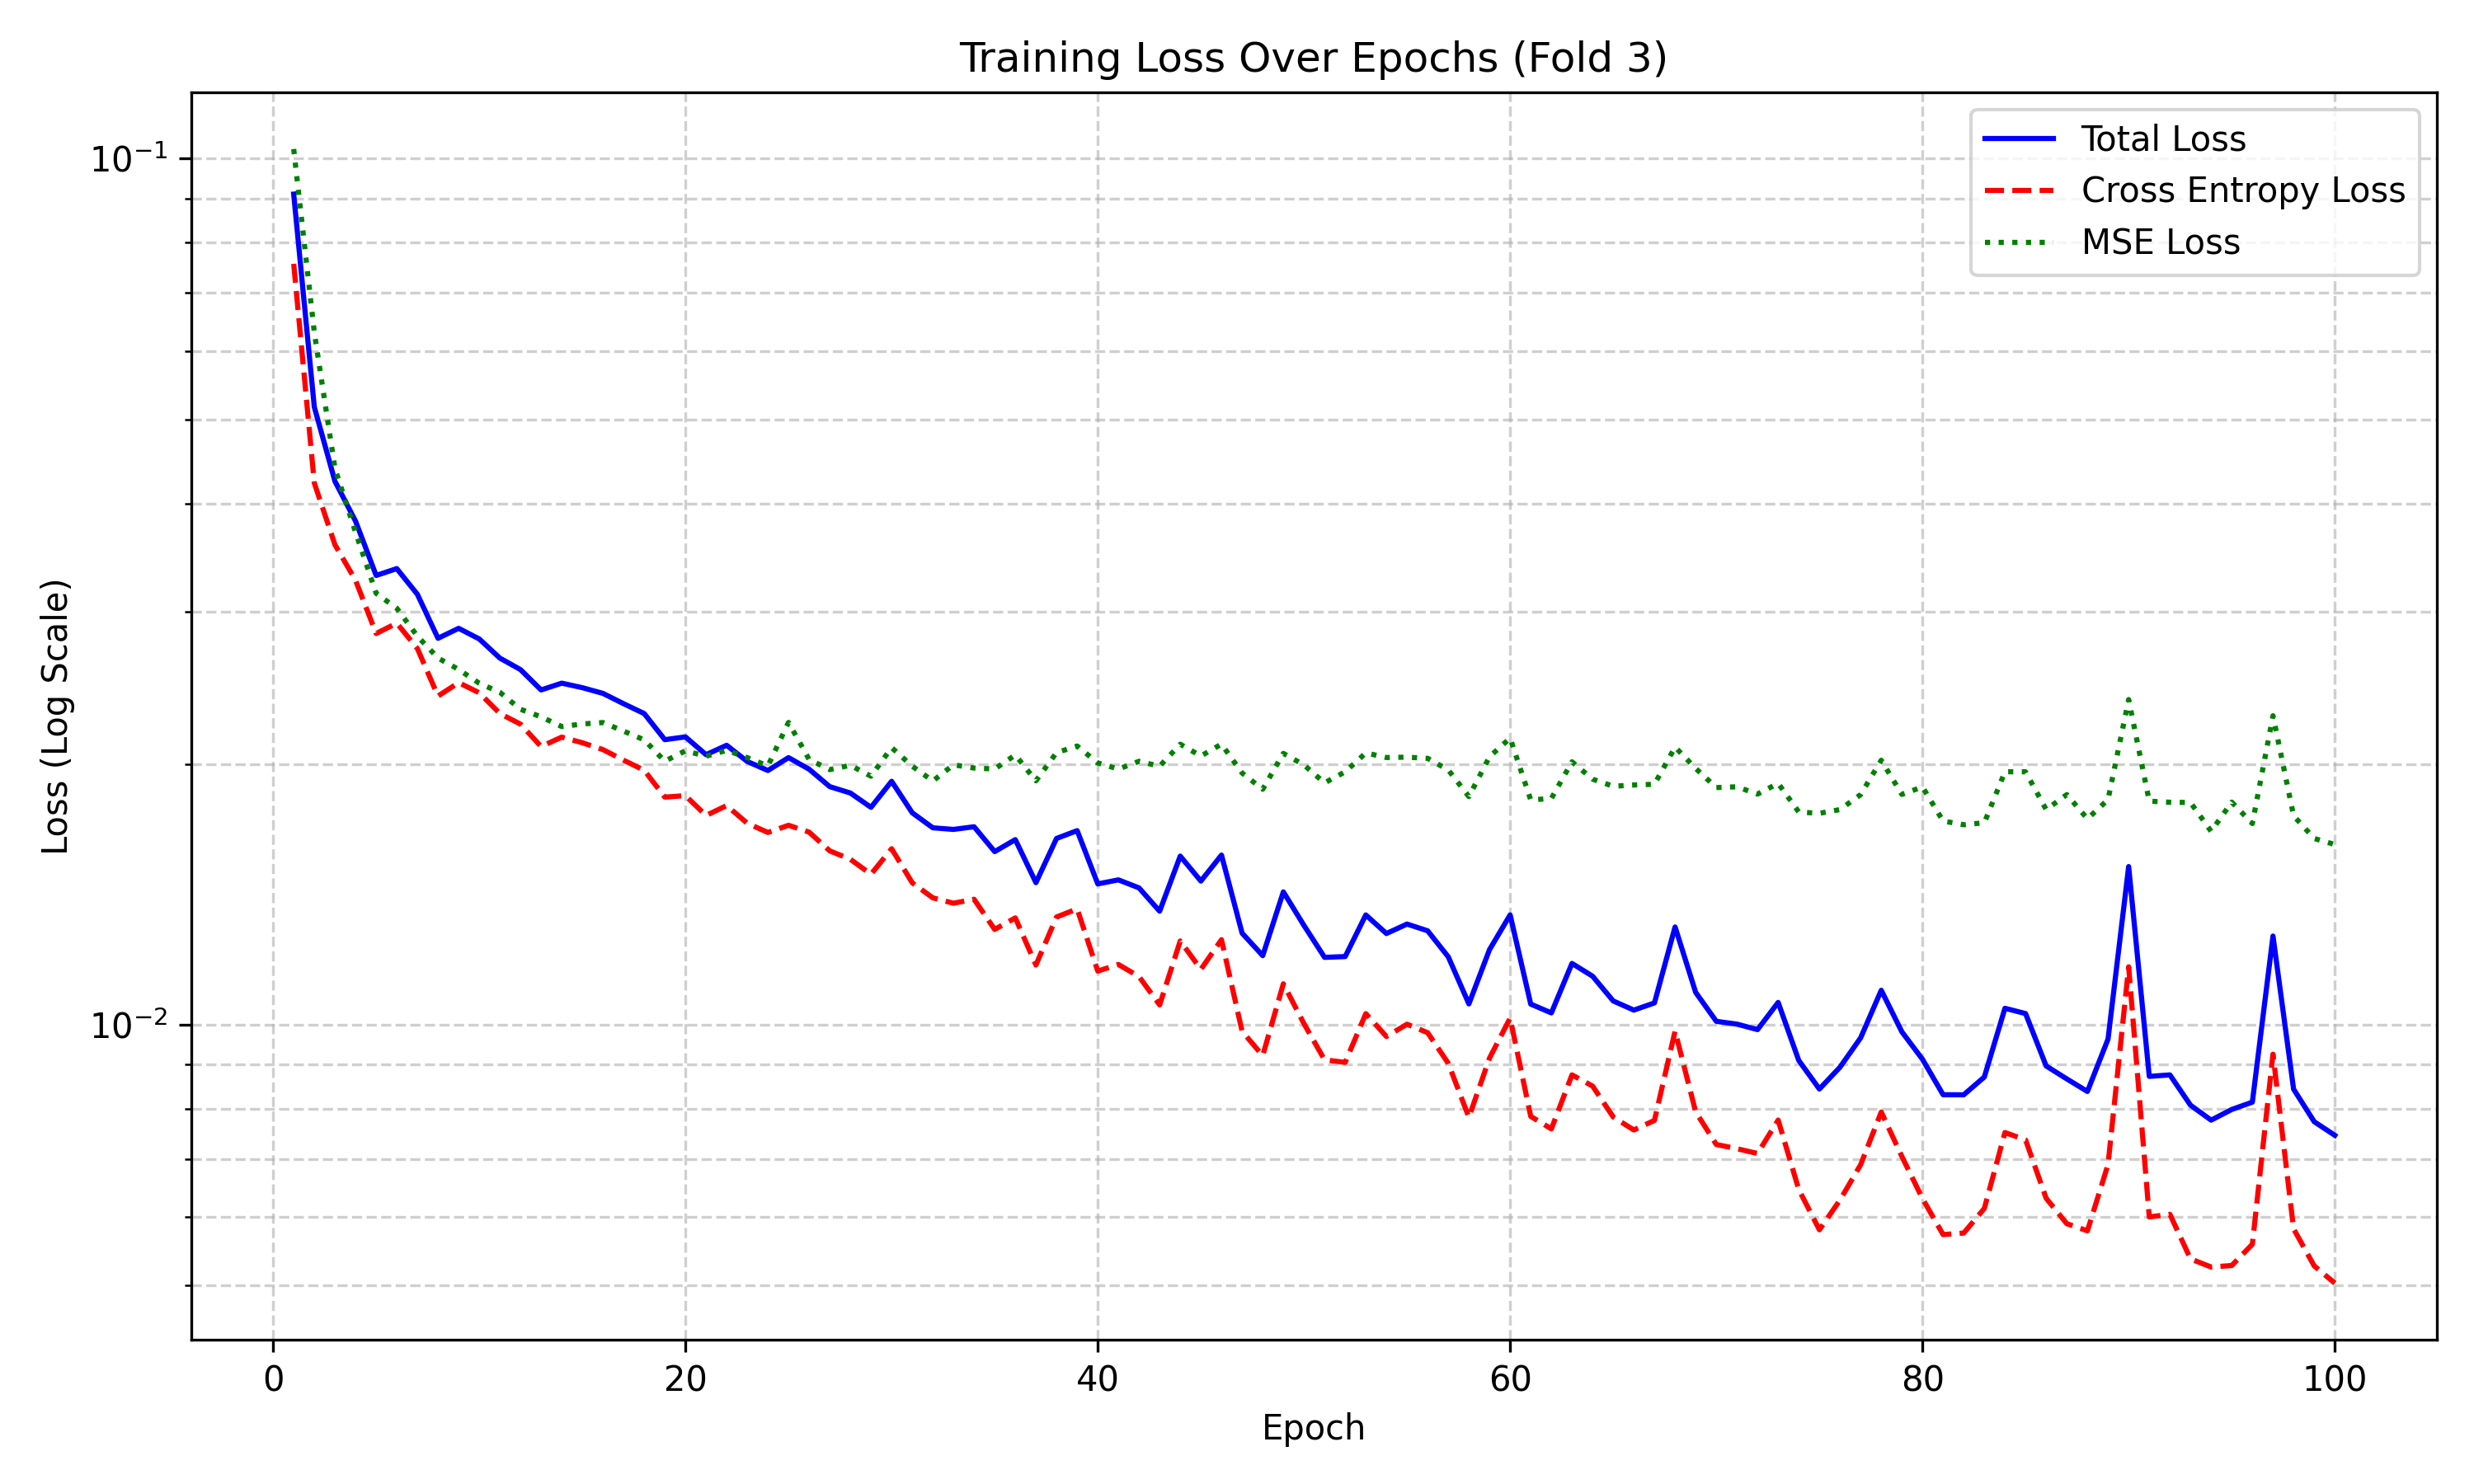 Training Loss Over Epochs (Fold 3)
Total Loss
Cross Entropy Loss
MSE Loss
Loss (Log Scale)
10⁻¹
10⁻²
0 20 40 60 80 100
Epoch